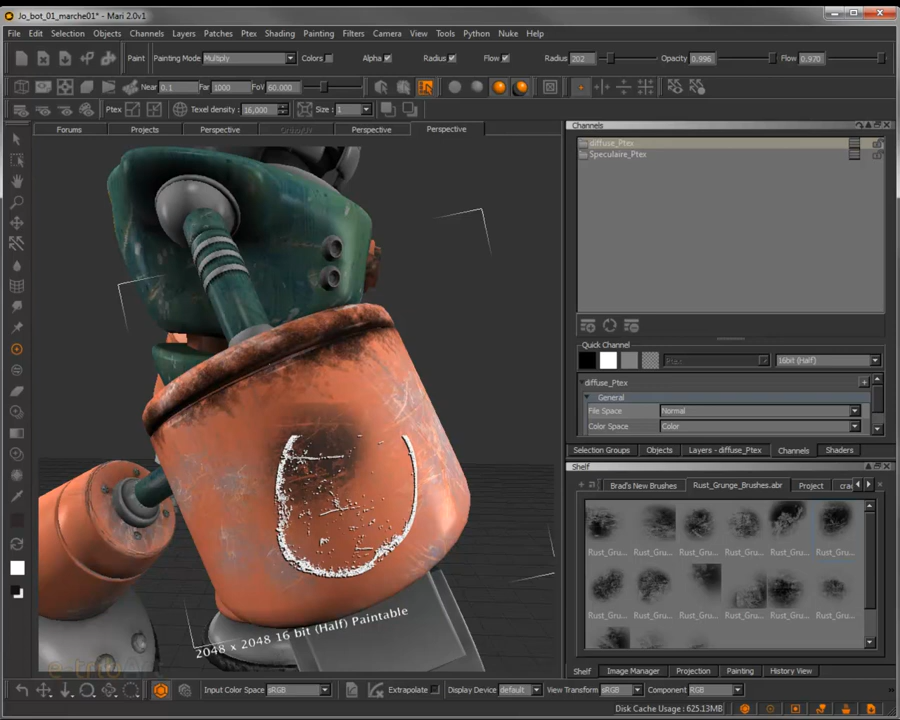 Jo_bot_01_marche01* - Mari 2.0v1
File Edit Selection Objects Channels Layers Patches Ptex Shading Painting Filters Camera View Tools Python Nuke Help
Paint Painting Mode Multiply Colors Alpha Radius Flow Radius 202 Opacity 0.996 Flow 0.970
Near 0.1 Far 1000 FoV 60.000
Ptex Texel density: 16,000 Size: 1
Forums Projects Perspective Perspective Perspective
Channels
diffuse_Ptex
Speculaire_Ptex
Quick Channel
16bit (Half)
diffuse_Ptex
General
File Space Normal
Color Space Color
Selection Groups Objects Layers - diffuse_Ptex Channels Shaders
Shelf
Brad's New Brushes Rust_Grunge_Brushes.abr Project
Rust_Gru... Rust_Gru... Rust_Gru... Rust_Gru... Rust_Gru... Rust_Gru...
Rust_Gru... Rust_Gru... Rust_Gru... Rust_Gru... Rust_Gru... Rust_Gru...
2048 x 2048 16 bit (Half) Paintable
Shelf Image Manager Projection Painting History View
Input Color Space sRGB Extrapolate Display Device default View Transform sRGB Component RGB
Disk Cache Usage: 625.13MB